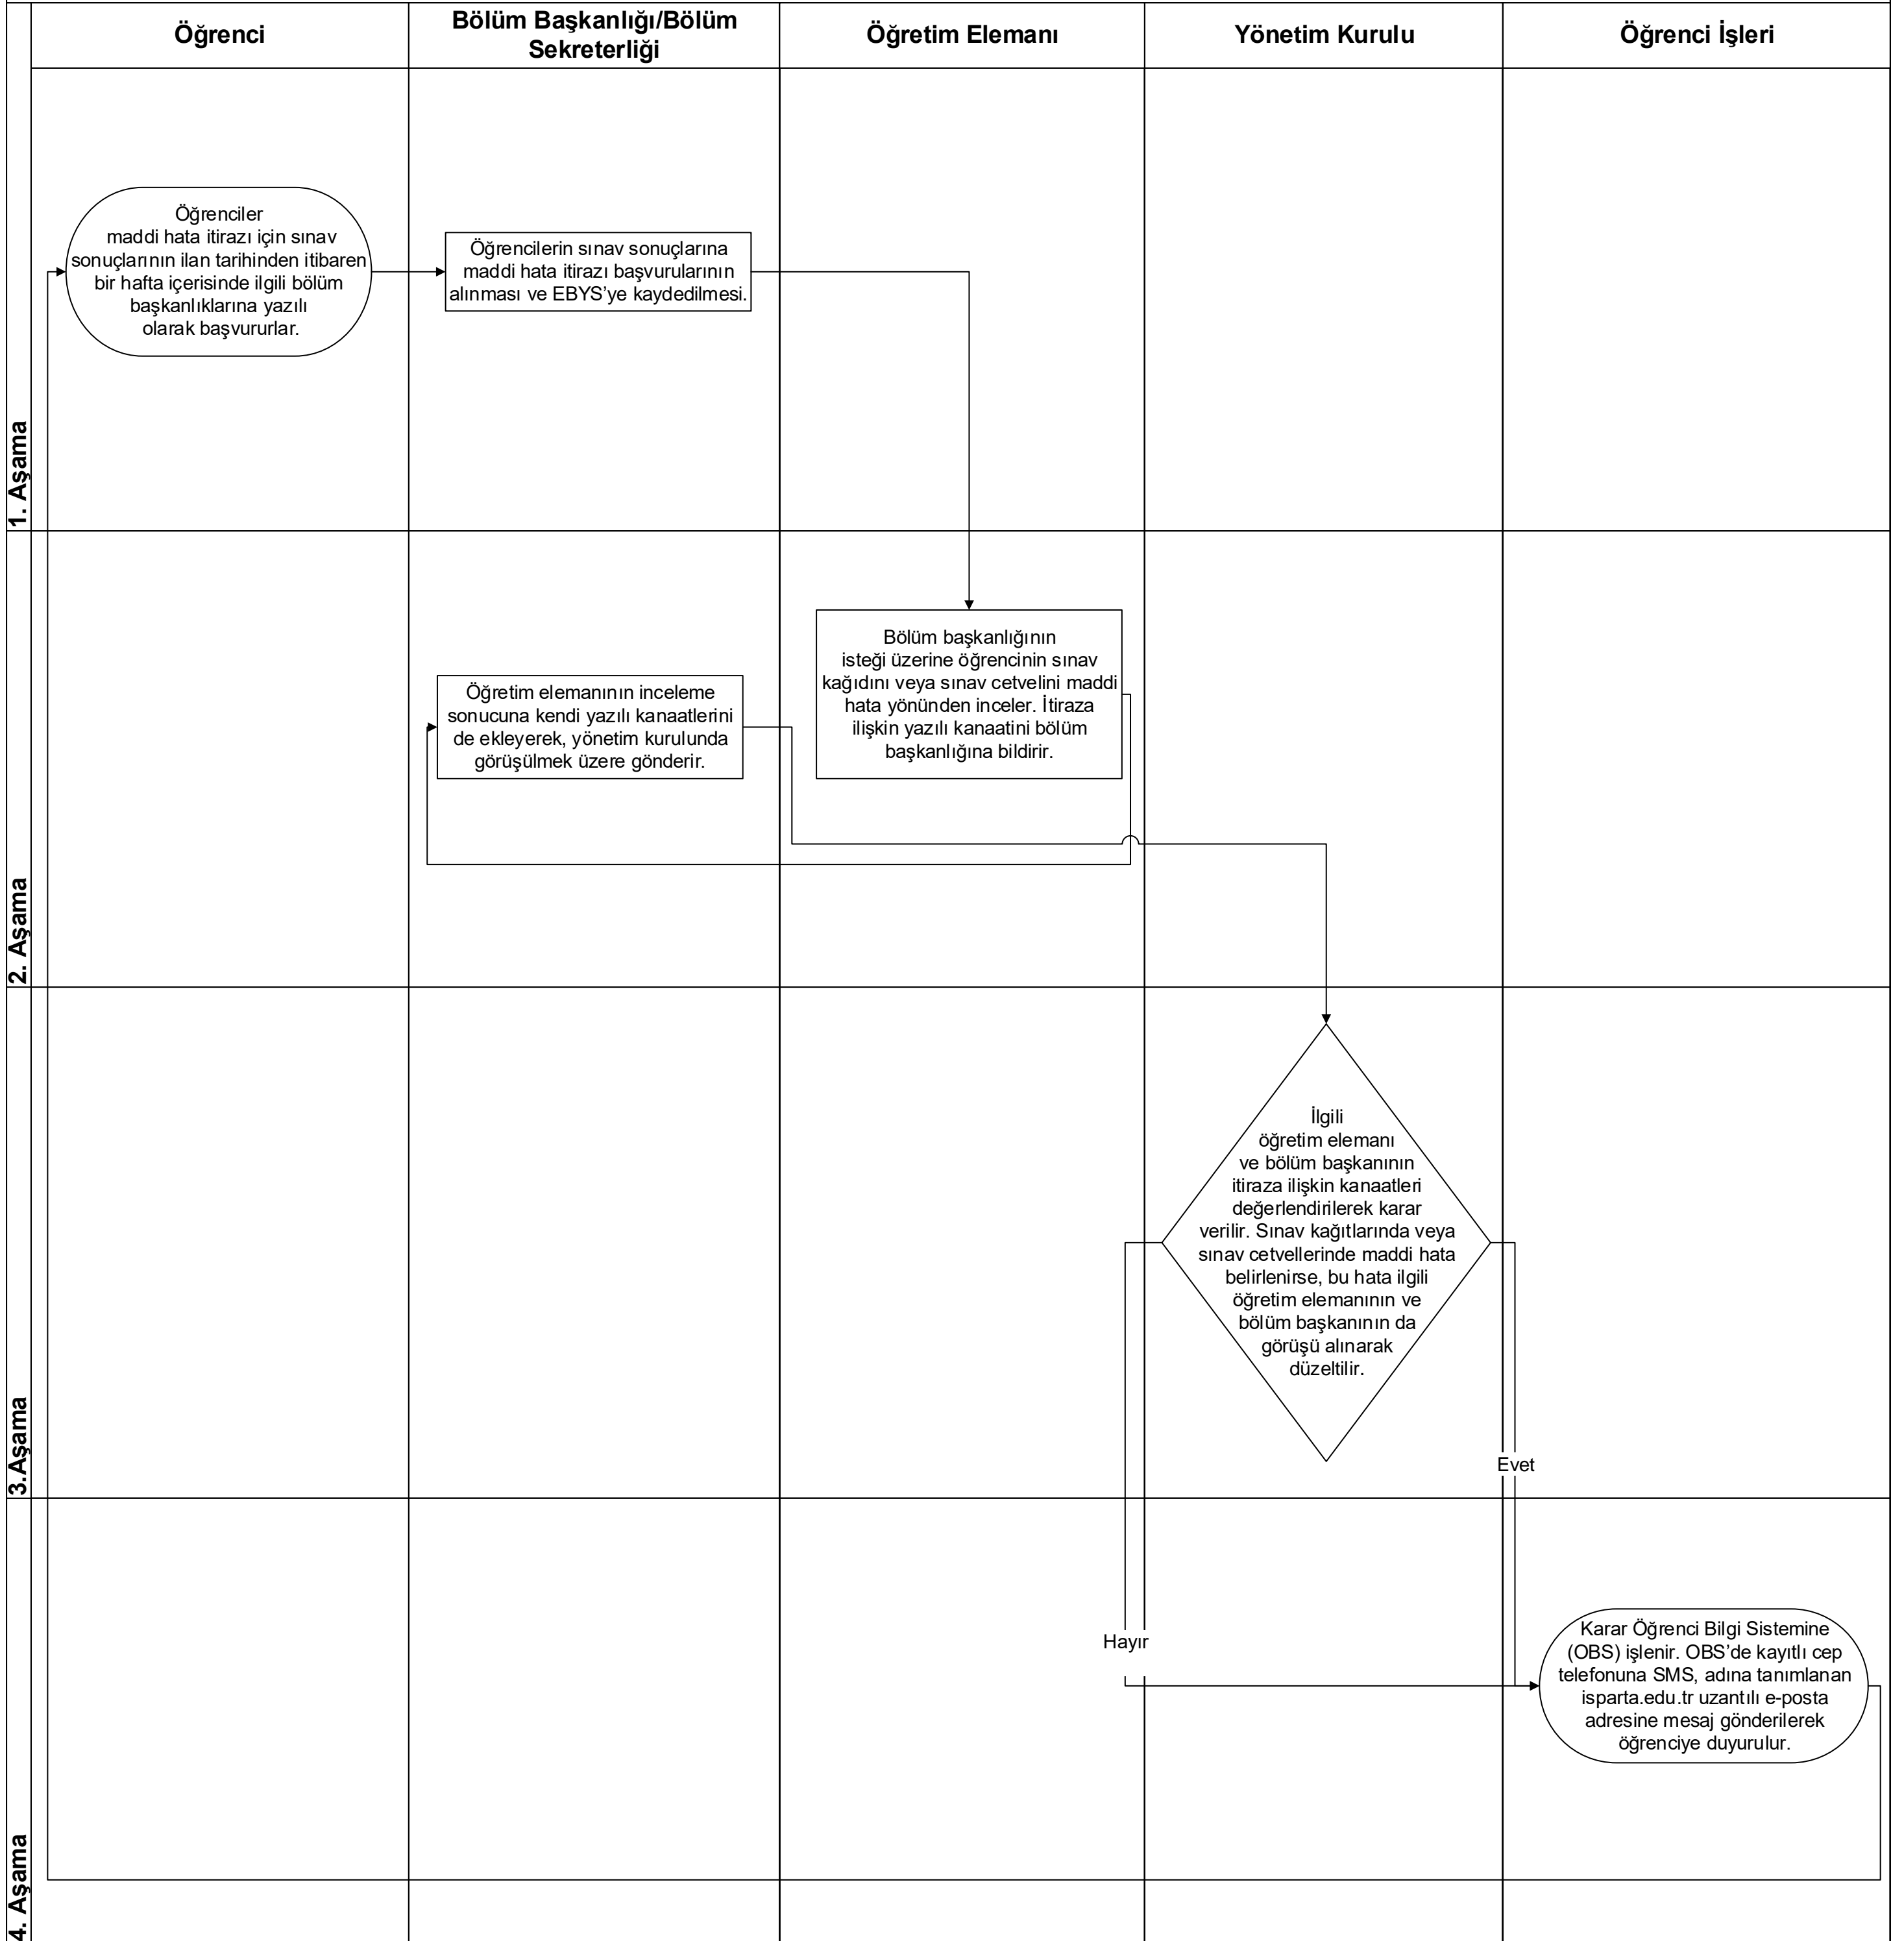 Öğrenci
Bölüm Başkanlığı/Bölüm
Sekreterliği
Öğretim Elemanı
Yönetim Kurulu
Öğrenci İşleri
1. Aşama
Öğrenciler
maddi hata itirazı için sınav
sonuçlarının ilan tarihinden itibaren
bir hafta içerisinde ilgili bölüm
başkanlıklarına yazılı
olarak başvururlar.
Öğrencilerin sınav sonuçlarına
maddi hata itirazı başvurularının
alınması ve EBYS’ye kaydedilmesi.
2. Aşama
Öğretim elemanının inceleme
sonucuna kendi yazılı kanaatlerini
de ekleyerek, yönetim kurulunda
görüşülmek üzere gönderir.
Bölüm başkanlığının
isteği üzerine öğrencinin sınav
kağıdını veya sınav cetvelini maddi
hata yönünden inceler. İtiraza
ilişkin yazılı kanaatini bölüm
başkanlığına bildirir.
3.Aşama
İlgili
öğretim elemanı
ve bölüm başkanının
itiraza ilişkin kanaatleri
değerlendirilerek karar
verilir. Sınav kağıtlarında veya
sınav cetvellerinde maddi hata
belirlenirse, bu hata ilgili
öğretim elemanının ve
bölüm başkanının da
görüşü alınarak
düzeltilir.
Evet
4. Aşama
Hayır
Karar Öğrenci Bilgi Sistemine
(OBS) işlenir. OBS’de kayıtlı cep
telefonuna SMS, adına tanımlanan
isparta.edu.tr uzantılı e-posta
adresine mesaj gönderilerek
öğrenciye duyurulur.